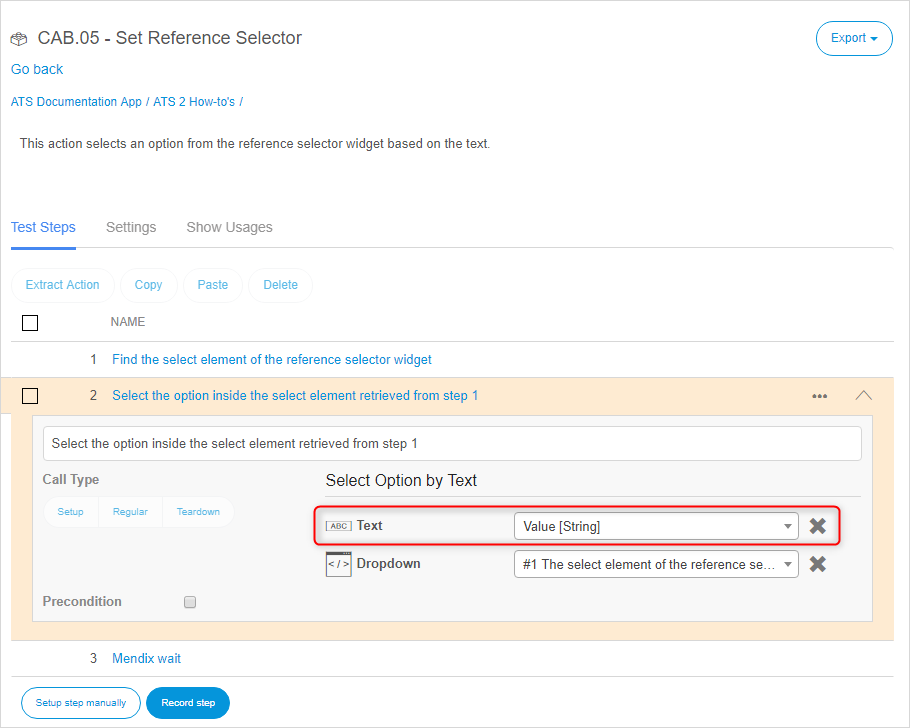 CAB.05 - Set Reference Selector
Export
Go back
ATS Documentation App / ATS 2 How-to's /
This action selects an option from the reference selector widget based on the text.
Test Steps Settings Show Usages
Extract Action Copy Paste Delete
NAME
1 Find the select element of the reference selector widget
2 Select the option inside the select element retrieved from step 1 •••
Select the option inside the select element retrieved from step 1
Call Type
Select Option by Text
Setup Regular Teardown
ABC Text Value [String]
</> Dropdown #1 The select element of the reference se...
Precondition
3 Mendix wait
Setup step manually Record step